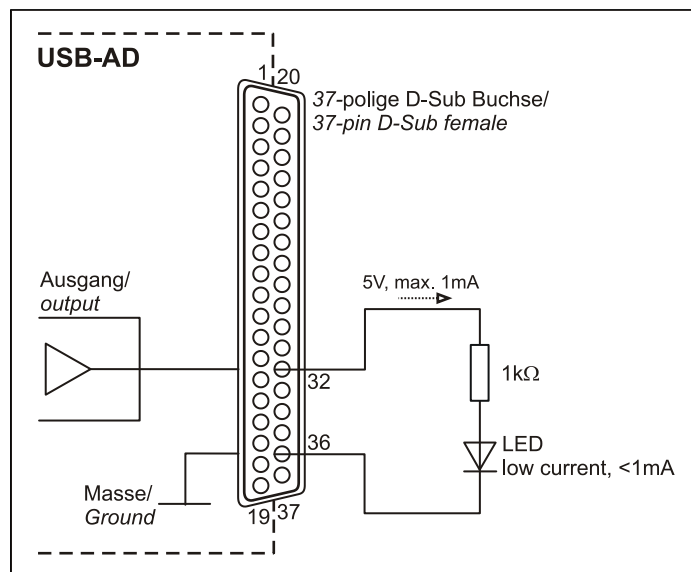 USB-AD
1 20
37-polige D-Sub Buchse/
37-pin D-Sub female
Ausgang/
output
5V, max. 1mA
32
1kΩ
36
LED
low current, <1mA
Masse/
Ground
19 37